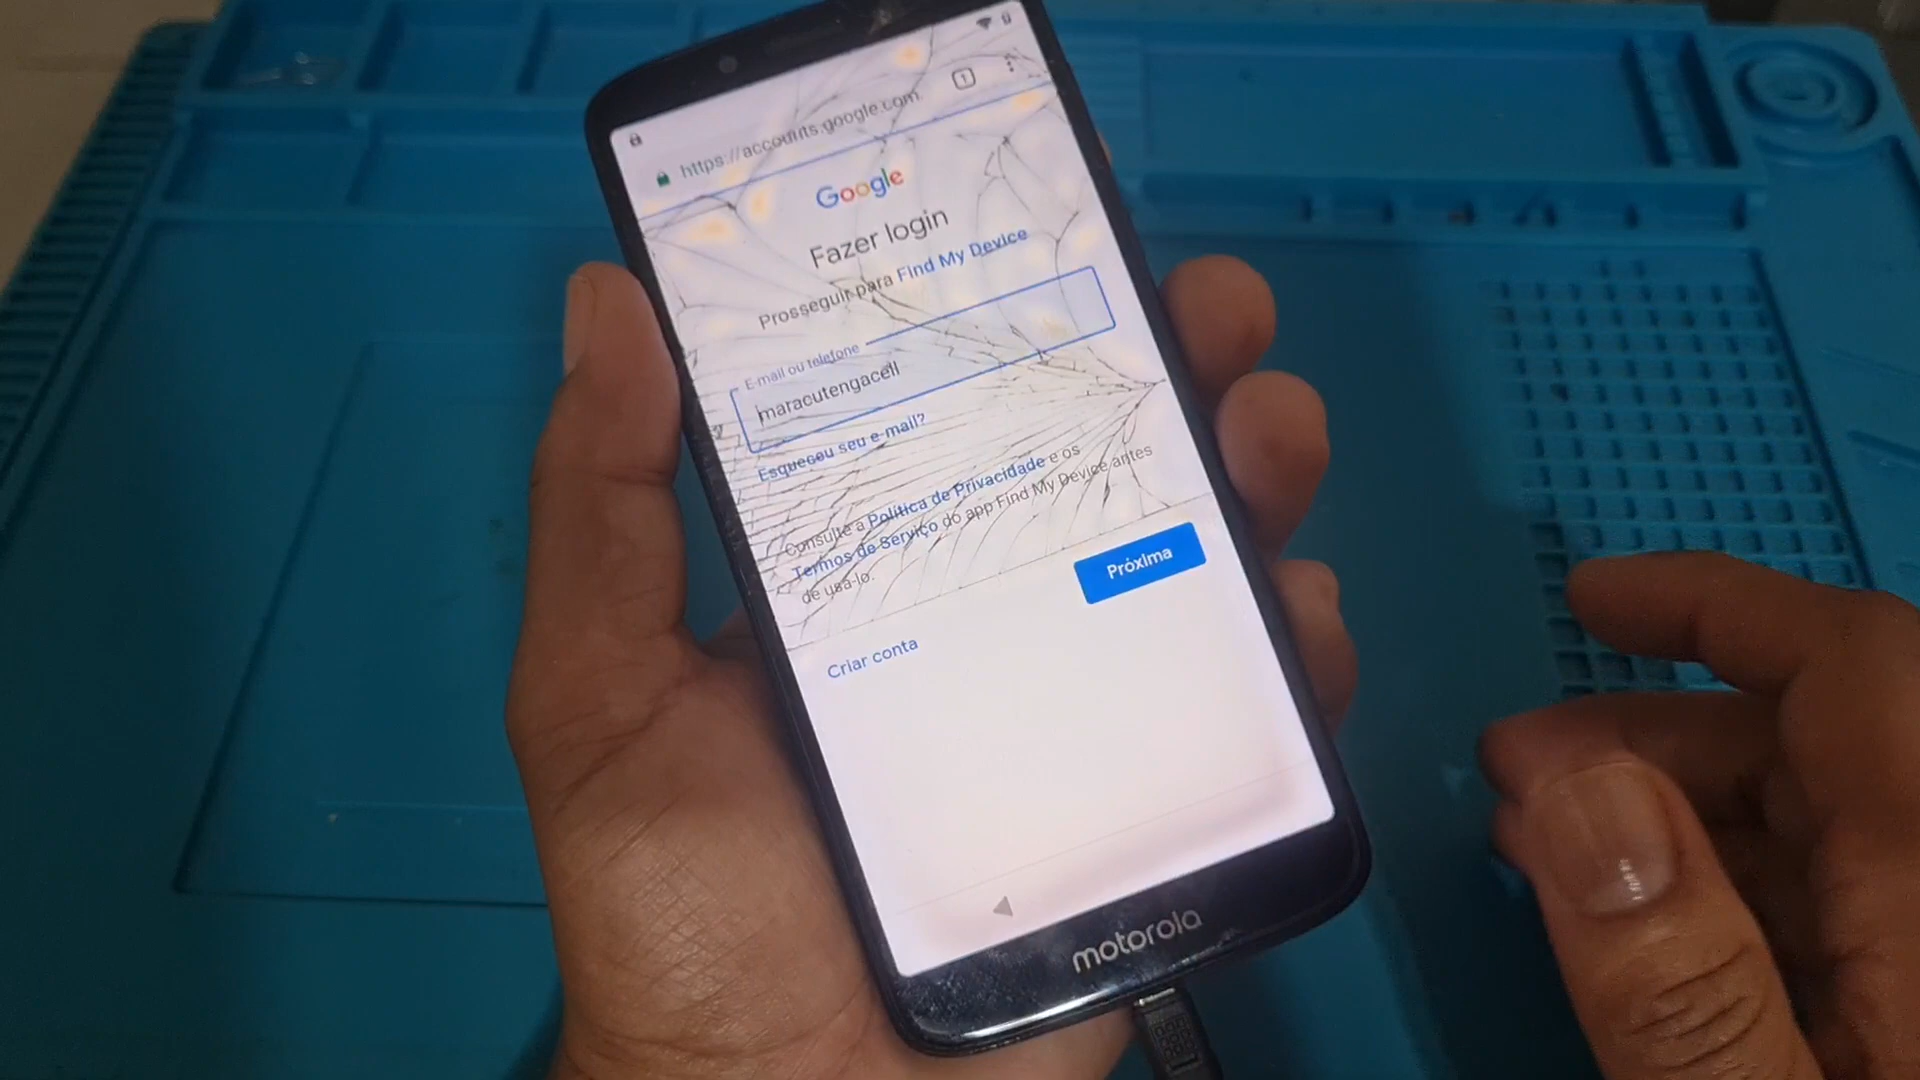 https://accounts.google.com
1
Google
Fazer login
Prosseguir para Find My Device
E-mail ou telefone
maracutengacell
Esqueceu seu e-mail?
Consulte a Política de Privacidade e os
Termos de Serviço do app Find My Device antes
de usá-lo.
Próxima
Criar conta
motorola